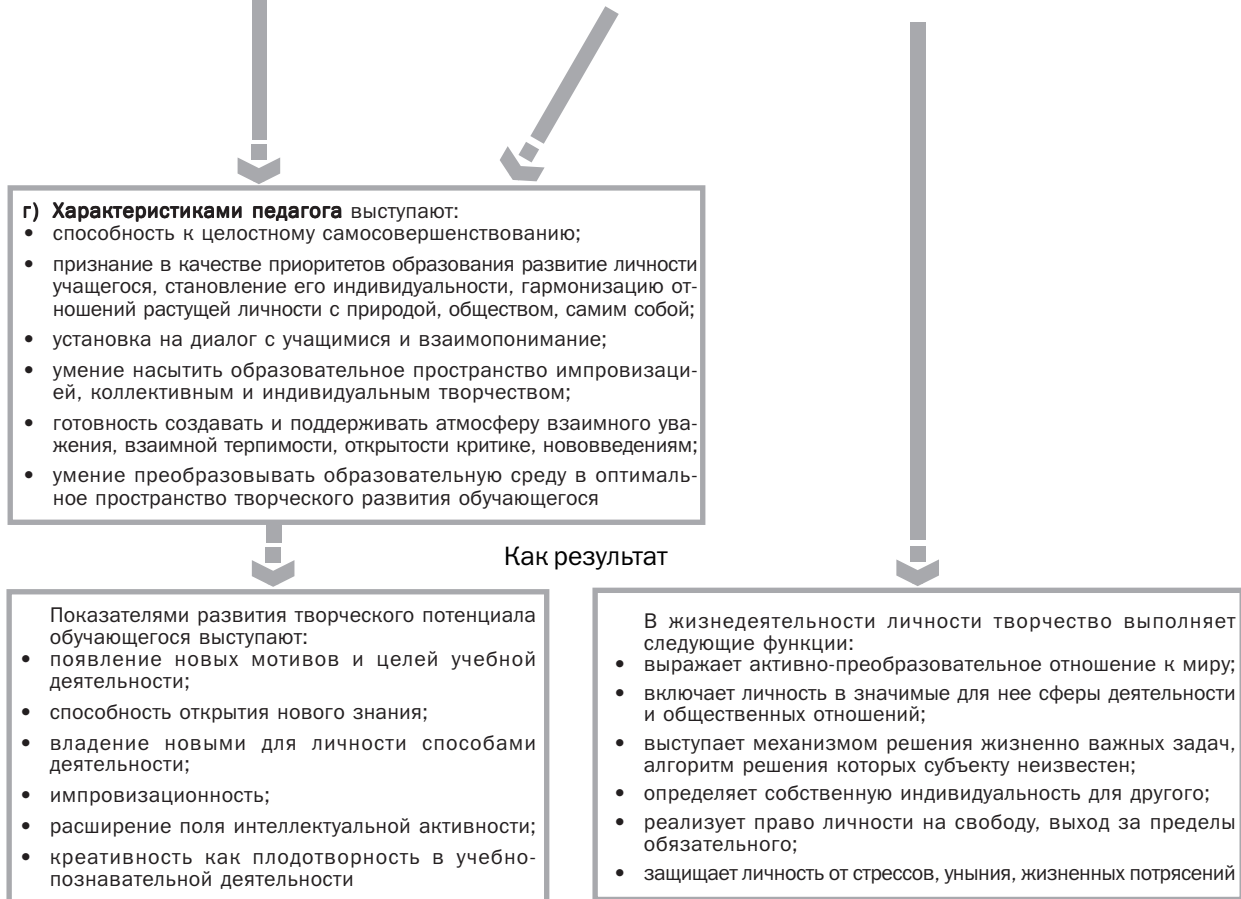 г) Характеристиками педагога выступают:
• способность к целостному самосовершенствованию;
• признание в качестве приоритетов образования развитие личности
учащегося, становление его индивидуальности, гармонизацию от-
ношений растущей личности с природой, обществом, самим собой;
• установка на диалог с учащимися и взаимопонимание;
• умение насытить образовательное пространство импровизаци-
ей, коллективным и индивидуальным творчеством;
• готовность создавать и поддерживать атмосферу взаимного ува-
жения, взаимной терпимости, открытости критике, нововведениям;
• умение преобразовывать образовательную среду в оптималь-
ное пространство творческого развития обучающегося
Как результат
Показателями развития творческого потенциала
обучающегося выступают:
• появление новых мотивов и целей учебной
деятельности;
• способность открытия нового знания;
• владение новыми для личности способами
деятельности;
• импровизационность;
• расширение поля интеллектуальной активности;
• креативность как плодотворность в учебно-
познавательной деятельности
В жизнедеятельности личности творчество выполняет
следующие функции:
• выражает активно-преобразовательное отношение к миру;
• включает личность в значимые для нее сферы деятельности
и общественных отношений;
• выступает механизмом решения жизненно важных задач,
алгоритм решения которых субъекту неизвестен;
• определяет собственную индивидуальность для другого;
• реализует право личности на свободу, выход за пределы
обязательного;
• защищает личность от стрессов, уныния, жизненных потрясений